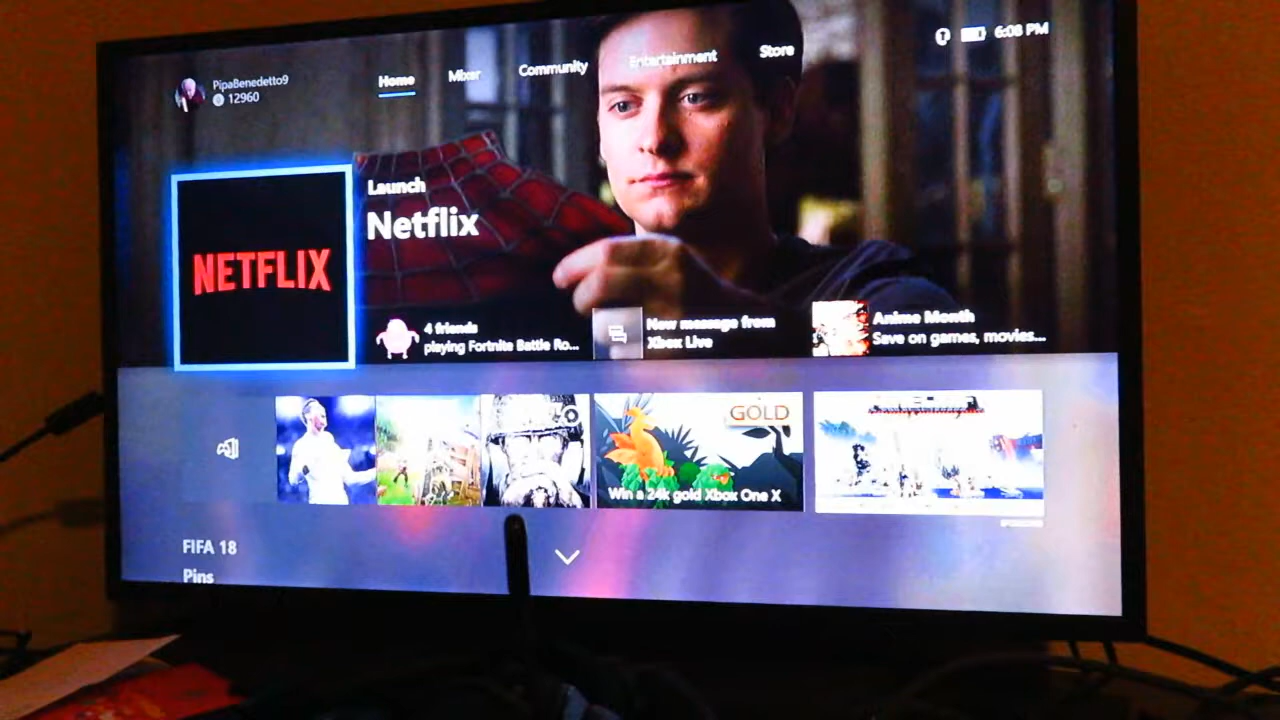 PipaBenedetto9
12960
Home
Mixer
Community
Entertainment
Store
6:08 PM
NETFLIX
Launch
Netflix
4 friends
playing Fortnite Battle Ro...
New message from
Xbox Live
Anime Month
Save on games, movies...
GOLD
Win a 24k gold Xbox One X
FIFA 18
Pins